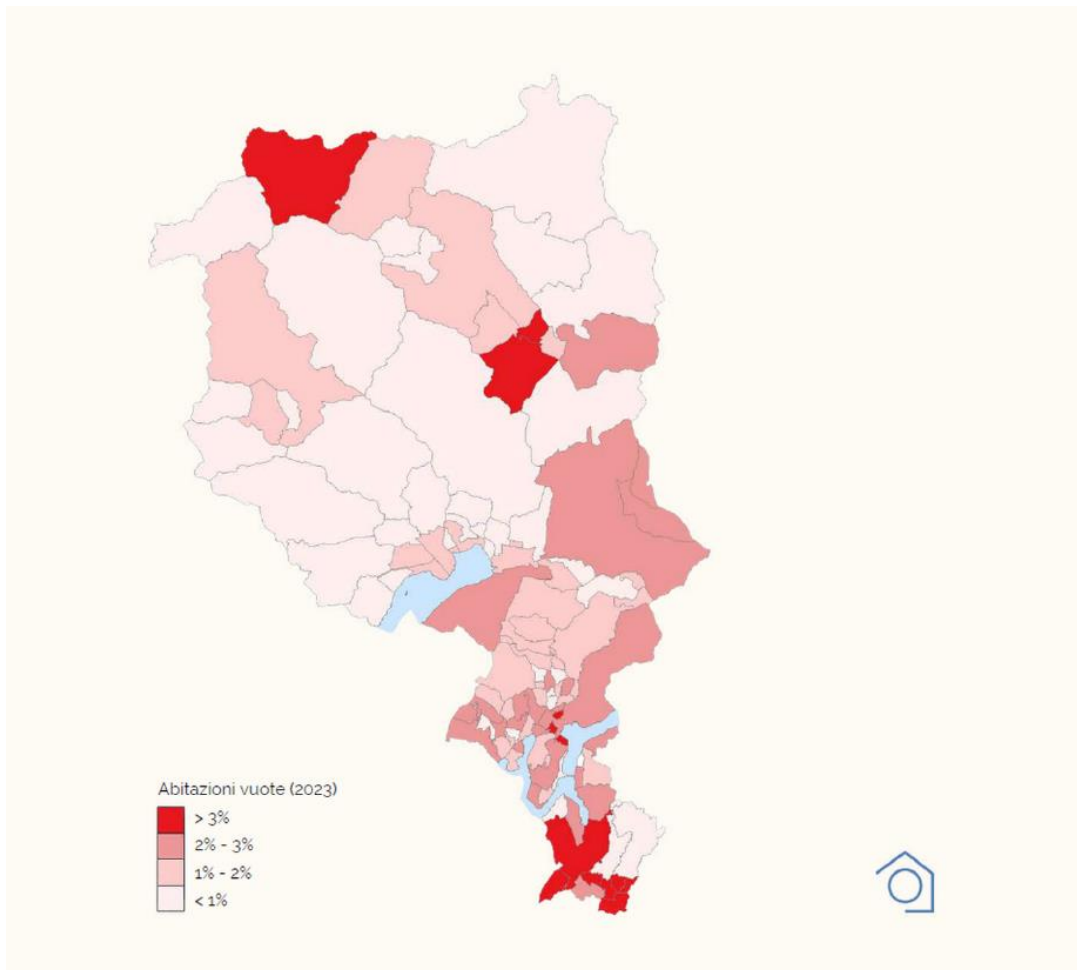 Abitazioni vuote (2023)
> 3%
2% - 3%
1% - 2%
< 1%